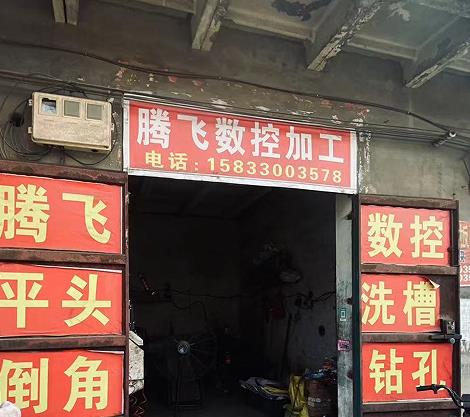 腾飞数控加工
电话:15833003578
腾飞
平头
倒角
数控
洗槽
钻孔